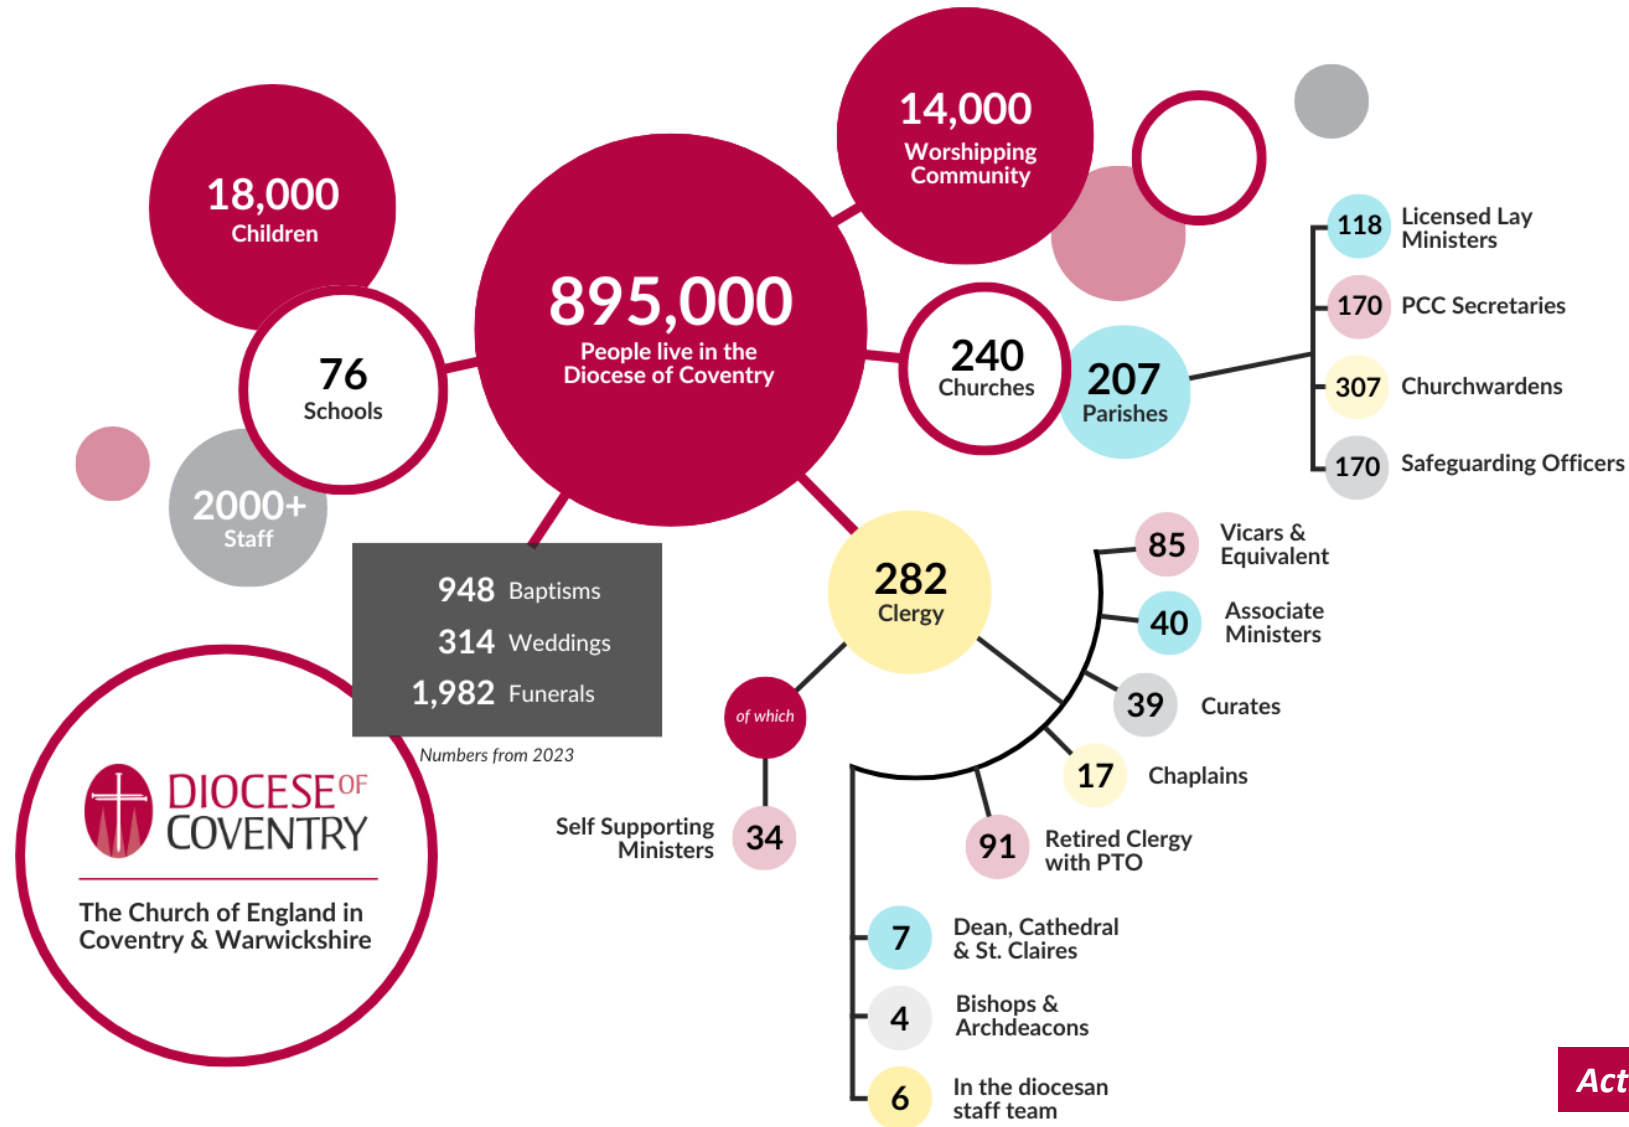 18,000
Children
76
Schools
2000+
Staff
895,000
People live in the
Diocese of Coventry
14,000
Worshipping
Community
240
Churches
207
Parishes
118 Licensed Lay
Ministers
170 PCC Secretaries
307 Churchwardens
170 Safeguarding Officers
948 Baptisms
314 Weddings
1,982 Funerals
Numbers from 2023
282
Clergy
of which
Self Supporting
Ministers
34
85 Vicars &
Equivalent
40 Associate
Ministers
39 Curates
17 Chaplains
91 Retired Clergy
with PTO
7 Dean, Cathedral
& St. Claires
4 Bishops &
Archdeacons
6 In the diocesan
staff team
DIOCESE OF
COVENTRY
The Church of England in
Coventry & Warwickshire
Act